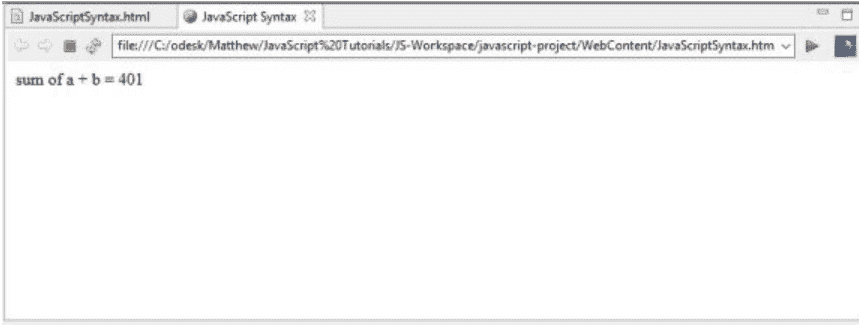 JavaScriptSyntax.html
JavaScript Syntax
file:///C:/odesk/Matthew/JavaScript%20Tutorials/JS-Workspace/javascript-project/WebContent/JavaScriptSyntax.htm
sum of a + b = 401